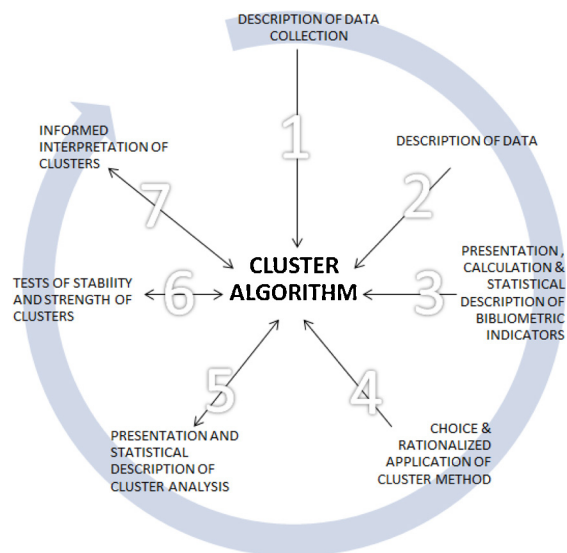 DESCRIPTION OF DATA
COLLECTION
1
DESCRIPTION OF DATA
2
PRESENTATION ,
CALCULATION &
STATISTICAL
DESCRIPTION OF
BIBLIOMETRIC
INDICATORS
3
CHOICE &
RATIONALIZED
APPLICATION OF
CLUSTER METHOD
4
PRESENTATION AND
STATISTICAL
DESCRIPTION OF
CLUSTER ANALYSIS
5
TESTS OF STABILITY
AND STRENGTH OF
CLUSTERS
6
INFORMED
INTERPRETATION OF
CLUSTERS
7
CLUSTER
ALGORITHM